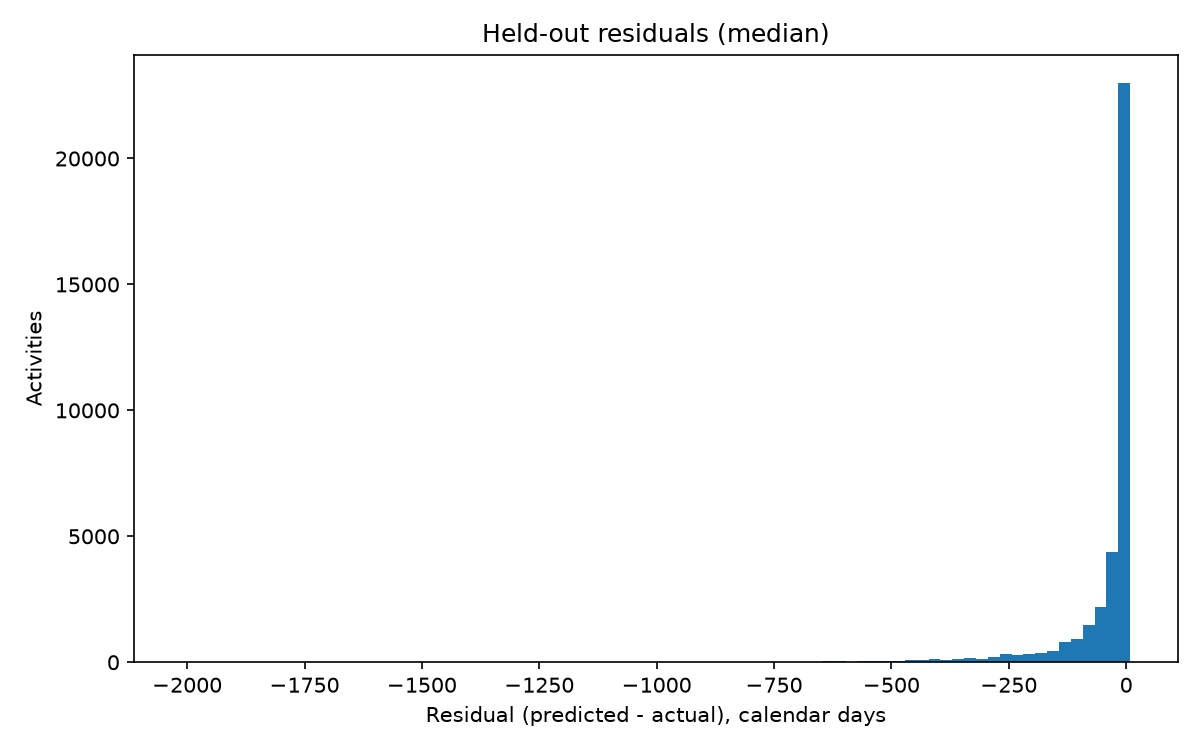 Held-out residuals (median)
Activities
20000
15000
10000
5000
0
−2000 −1750 −1500 −1250 −1000 −750 −500 −250 0
Residual (predicted - actual), calendar days